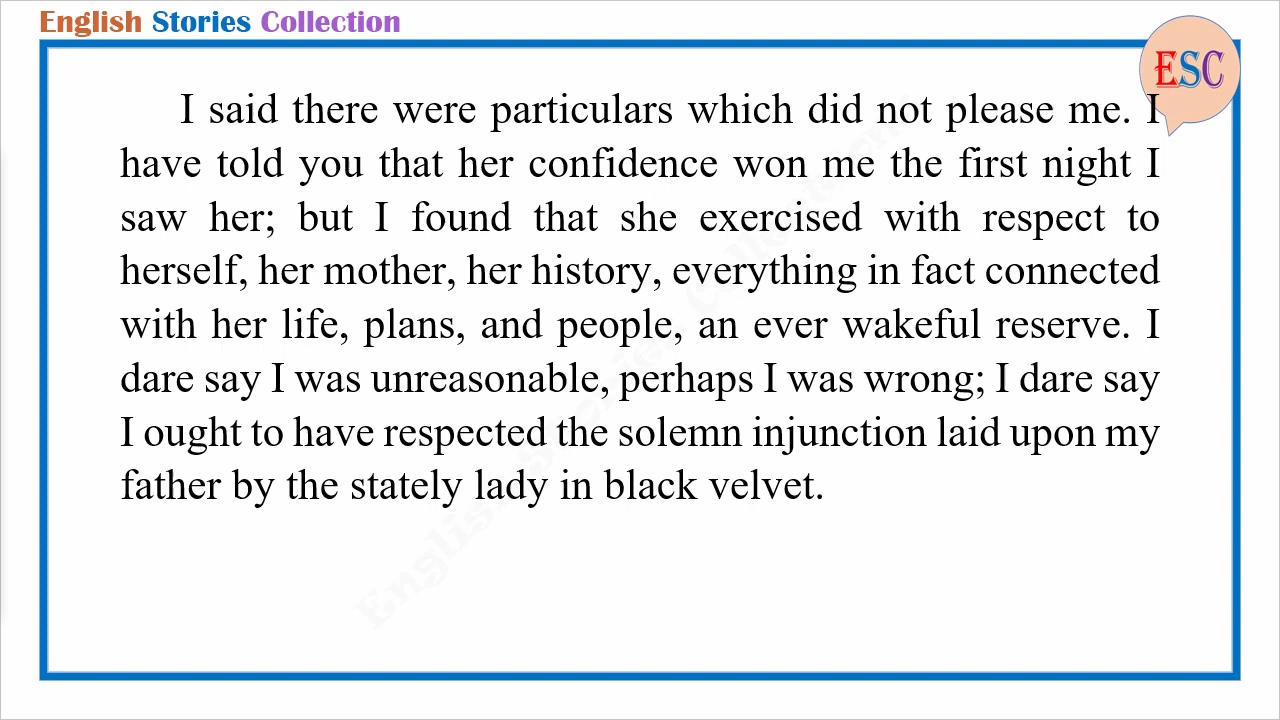 English Stories Collection
ESC
I said there were particulars which did not please me. I
have told you that her confidence won me the first night I
saw her; but I found that she exercised with respect to
herself, her mother, her history, everything in fact connected
with her life, plans, and people, an ever wakeful reserve. I
dare say I was unreasonable, perhaps I was wrong; I dare say
I ought to have respected the solemn injunction laid upon my
father by the stately lady in black velvet.